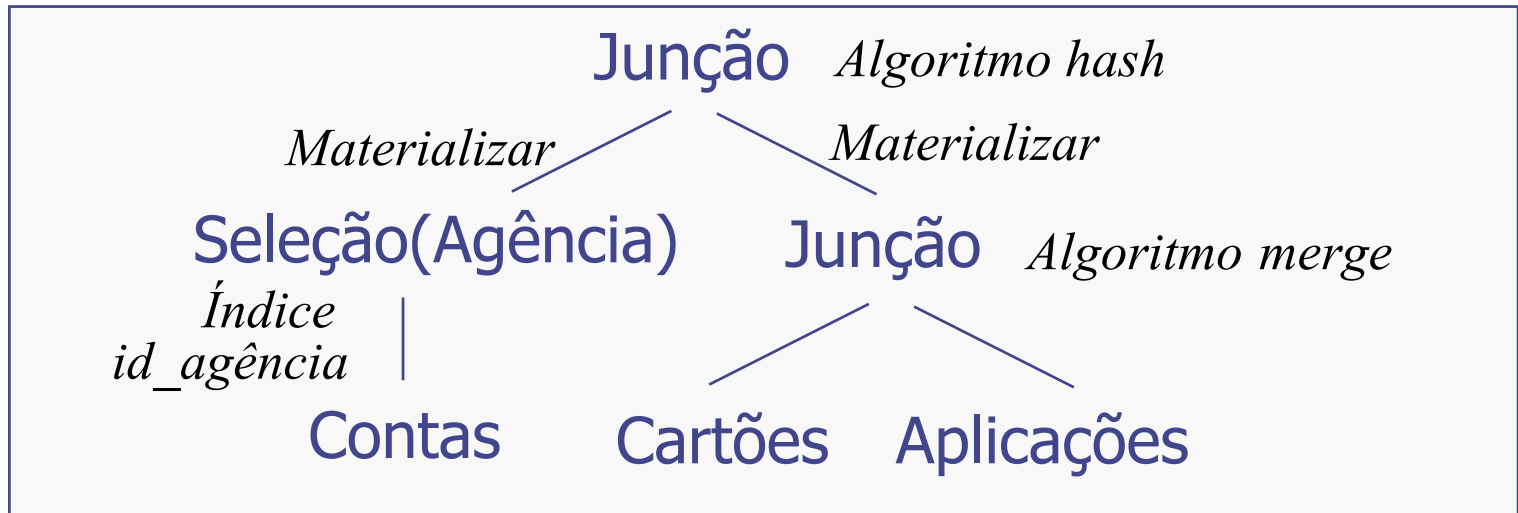 Junção Algoritmo hash
Materializar Materializar
Seleção(Agência) Junção Algoritmo merge
Índice
id_agência
Contas Cartões Aplicações